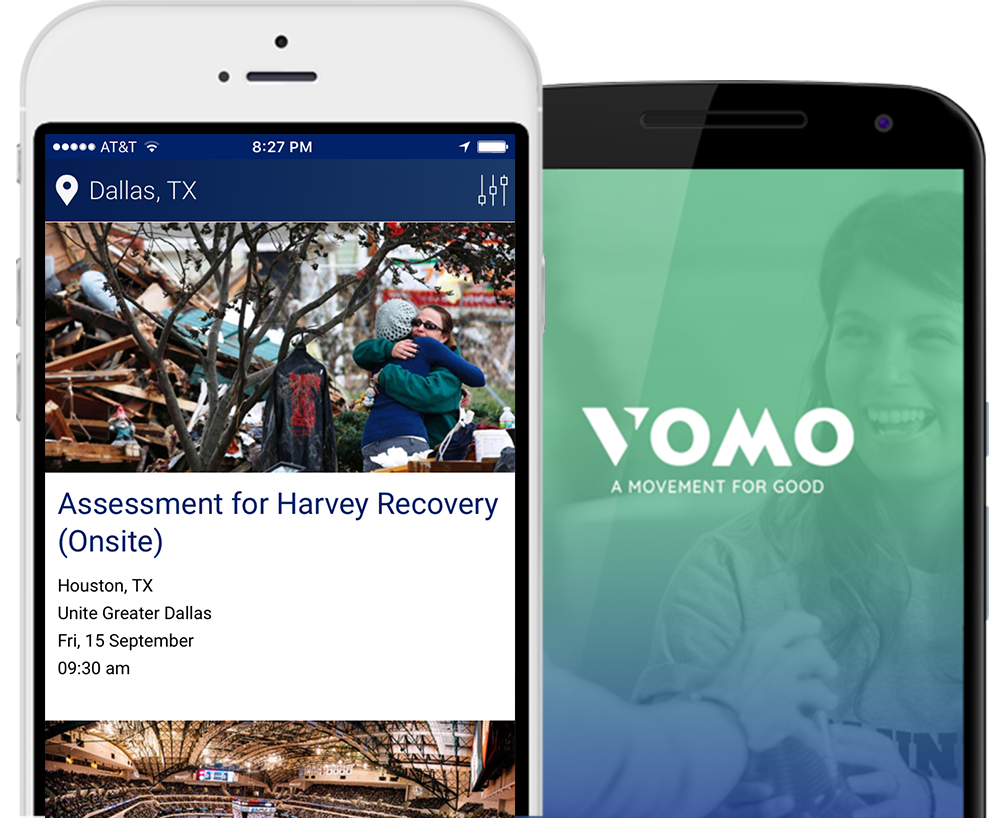 AT&T
8:27 PM
Dallas, TX
Assessment for Harvey Recovery
(Onsite)
Houston, TX
Unite Greater Dallas
Fri, 15 September
09:30 am
VOMO
A MOVEMENT FOR GOOD